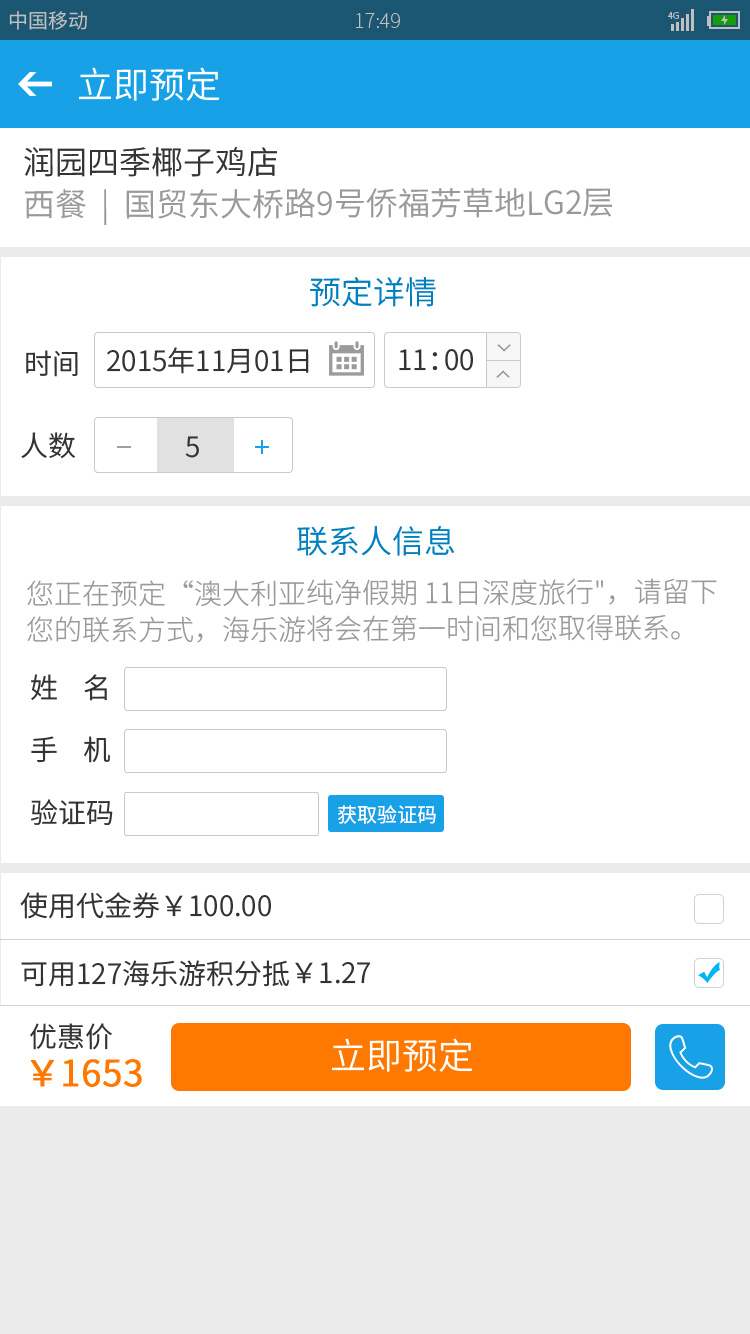 中国移动 17:49 4G
立即预定
润园四季椰子鸡店
西餐 | 国贸东大桥路9号侨福芳草地LG2层
预定详情
时间 2015年11月01日 11:00
人数 − 5 +
联系人信息
您正在预定“澳大利亚纯净假期 11日深度旅行"，请留下
您的联系方式，海乐游将会在第一时间和您取得联系。
姓 名
手 机
验证码 获取验证码
使用代金券￥100.00
可用127海乐游积分抵￥1.27
优惠价
￥1653 立即预定